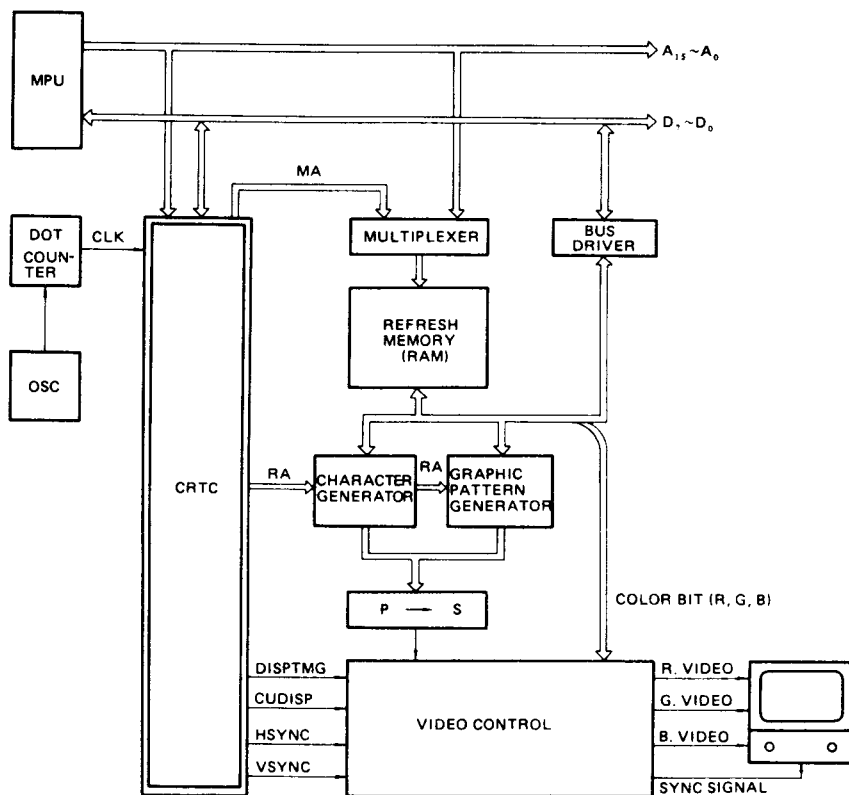 MPU
A₁₅~A₀
D₇~D₀
MA
DOT
COUN-
TER
CLK
MULTIPLEXER
BUS
DRIVER
REFRESH
MEMORY
(RAM)
OSC
CRTC
RA
CHARACTER
GENERATOR
RA
GRAPHIC
PATTERN
GENERATOR
P → S
COLOR BIT (R, G, B)
DISPTMG
CUDISP
HSYNC
VSYNC
VIDEO CONTROL
R. VIDEO
G. VIDEO
B. VIDEO
SYNC SIGNAL